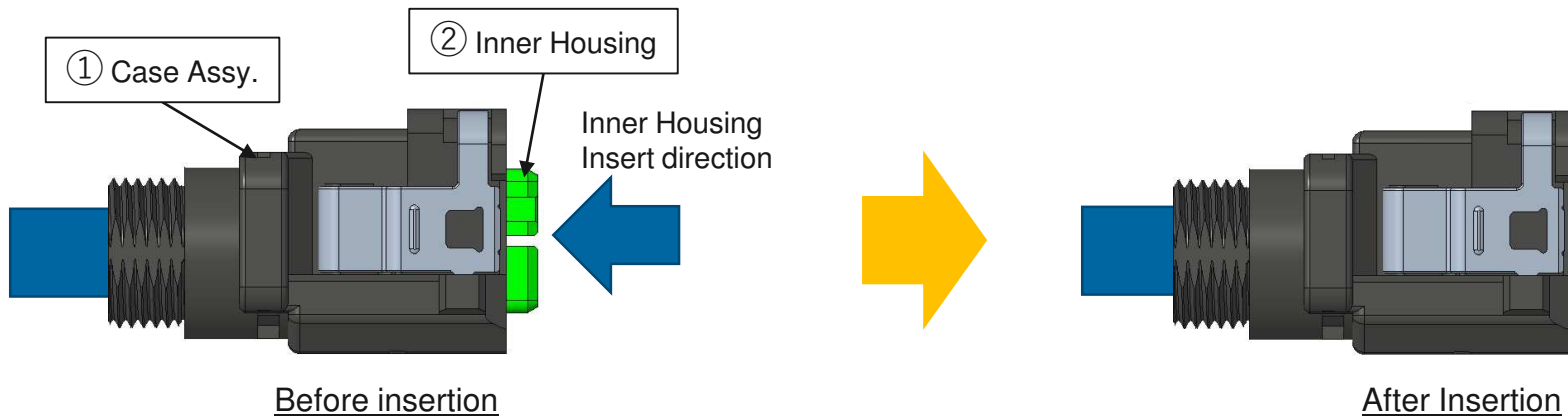 ① Case Assy.
② Inner Housing
Inner Housing
Insert direction
Before insertion
After Insertion